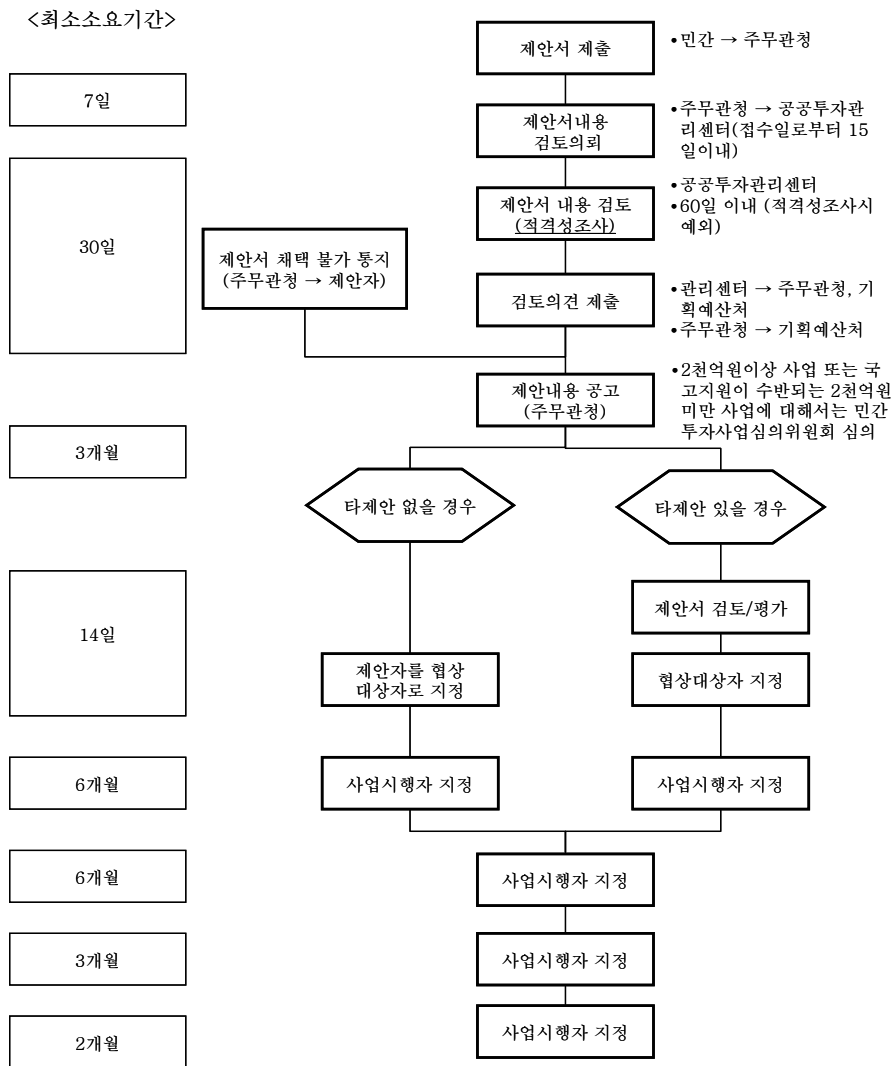 <최소소요기간>
제안서 제출
•민간 → 주무관청
7일
제안서내용
검토의뢰
•주무관청 → 공공투자관
리센터(접수일로부터 15
일이내)
30일
제안서 내용 검토
(적격성조사)
•공공투자관리센터
•60일 이내 (적격성조사시
예외)
제안서 채택 불가 통지
(주무관청 → 제안자)
검토의견 제출
•관리센터 → 주무관청, 기
획예산처
•주무관청 → 기획예산처
제안내용 공고
(주무관청)
•2천억원이상 사업 또는 국
고지원이 수반되는 2천억원
미만 사업에 대해서는 민간
투자사업심의위원회 심의
3개월
타제안 없을 경우
타제안 있을 경우
14일
제안서 검토/평가
제안자를 협상
대상자로 지정
협상대상자 지정
6개월
사업시행자 지정
사업시행자 지정
6개월
사업시행자 지정
3개월
사업시행자 지정
2개월
사업시행자 지정